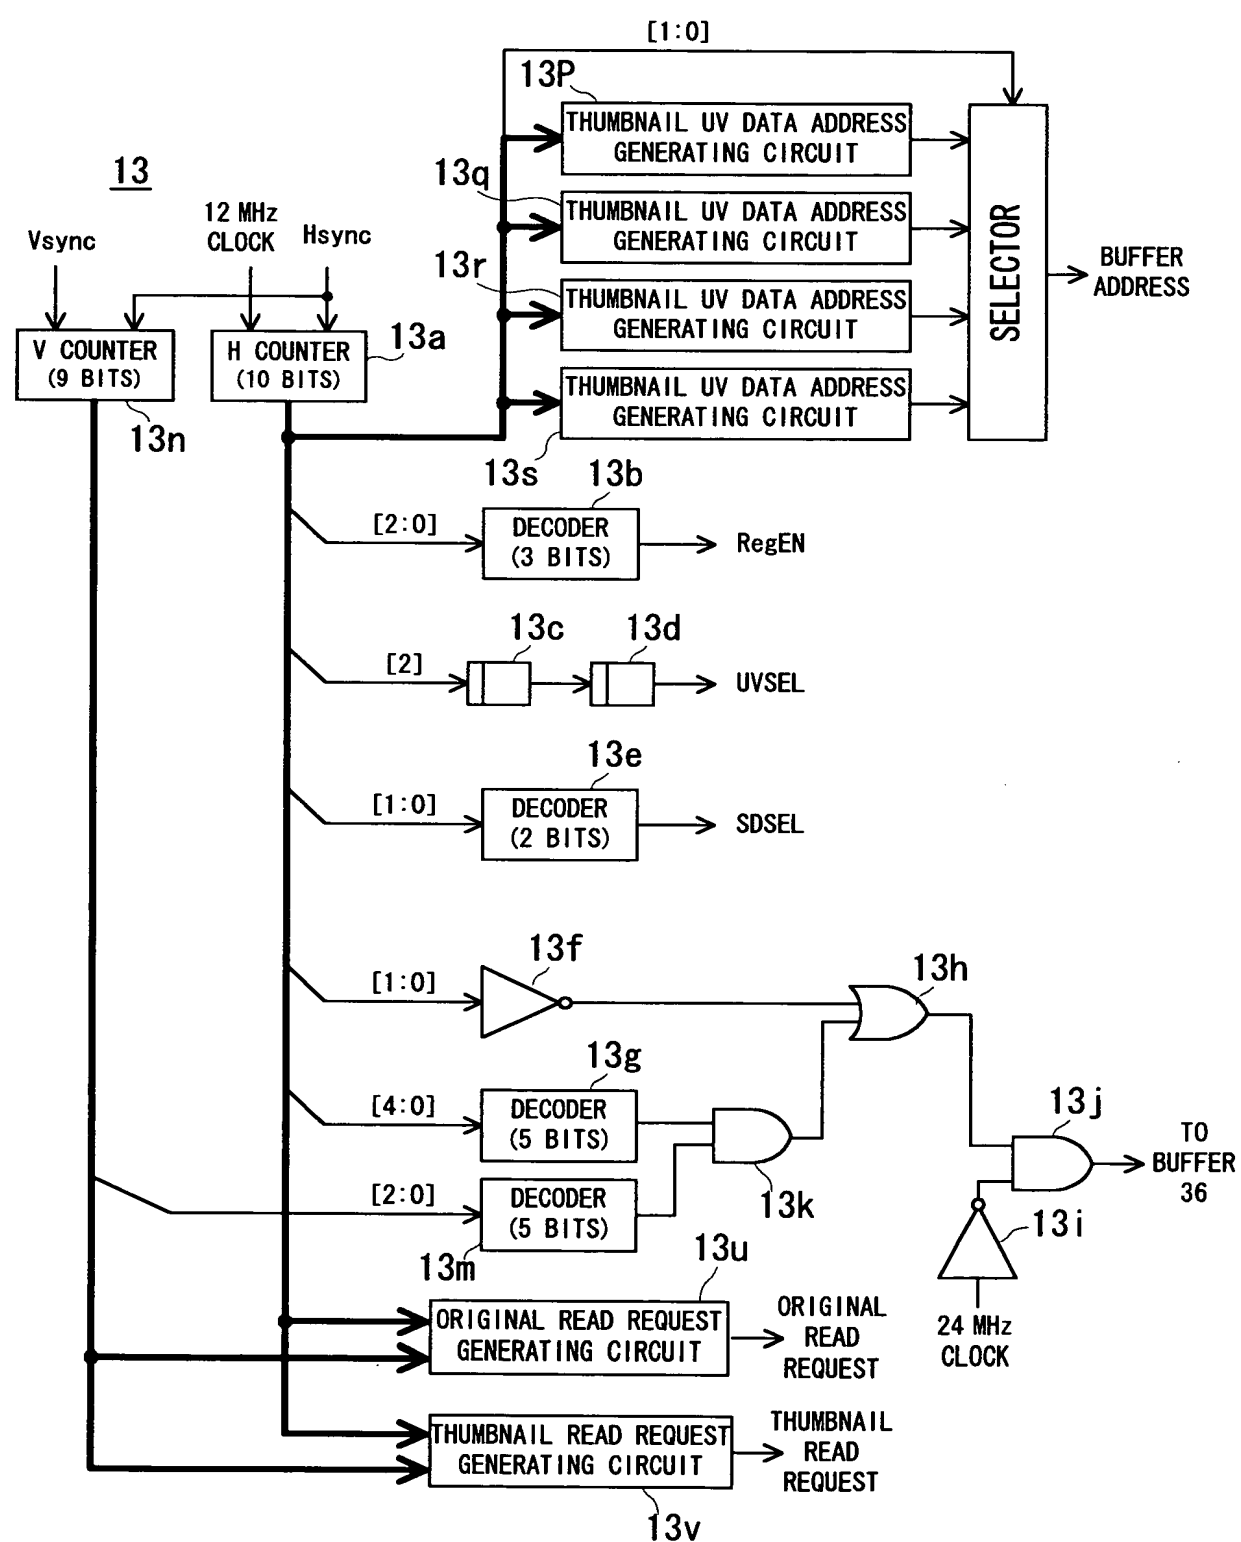 [1:0]
13P
THUMBNAIL UV DATA ADDRESS
GENERATING CIRCUIT
13
13q
THUMBNAIL UV DATA ADDRESS
GENERATING CIRCUIT
12 MHz
CLOCK
Hsync
Vsync
SELECTOR
BUFFER
ADDRESS
13r
THUMBNAIL UV DATA ADDRESS
GENERATING CIRCUIT
V COUNTER
(9 BITS)
H COUNTER
(10 BITS)
13a
THUMBNAIL UV DATA ADDRESS
GENERATING CIRCUIT
13n
13s
13b
[2:0]
DECODER
(3 BITS)
RegEN
13c
13d
[2]
UVSEL
13e
[1:0]
DECODER
(2 BITS)
SDSEL
13f
13h
[1:0]
13g
[4:0]
DECODER
(5 BITS)
13j
TO
BUFFER
36
[2:0]
DECODER
(5 BITS)
13k
13i
13m
13u
ORIGINAL READ REQUEST
GENERATING CIRCUIT
ORIGINAL
READ
REQUEST
24 MHz
CLOCK
THUMBNAIL READ REQUEST
GENERATING CIRCUIT
THUMBNAIL
READ
REQUEST
13v